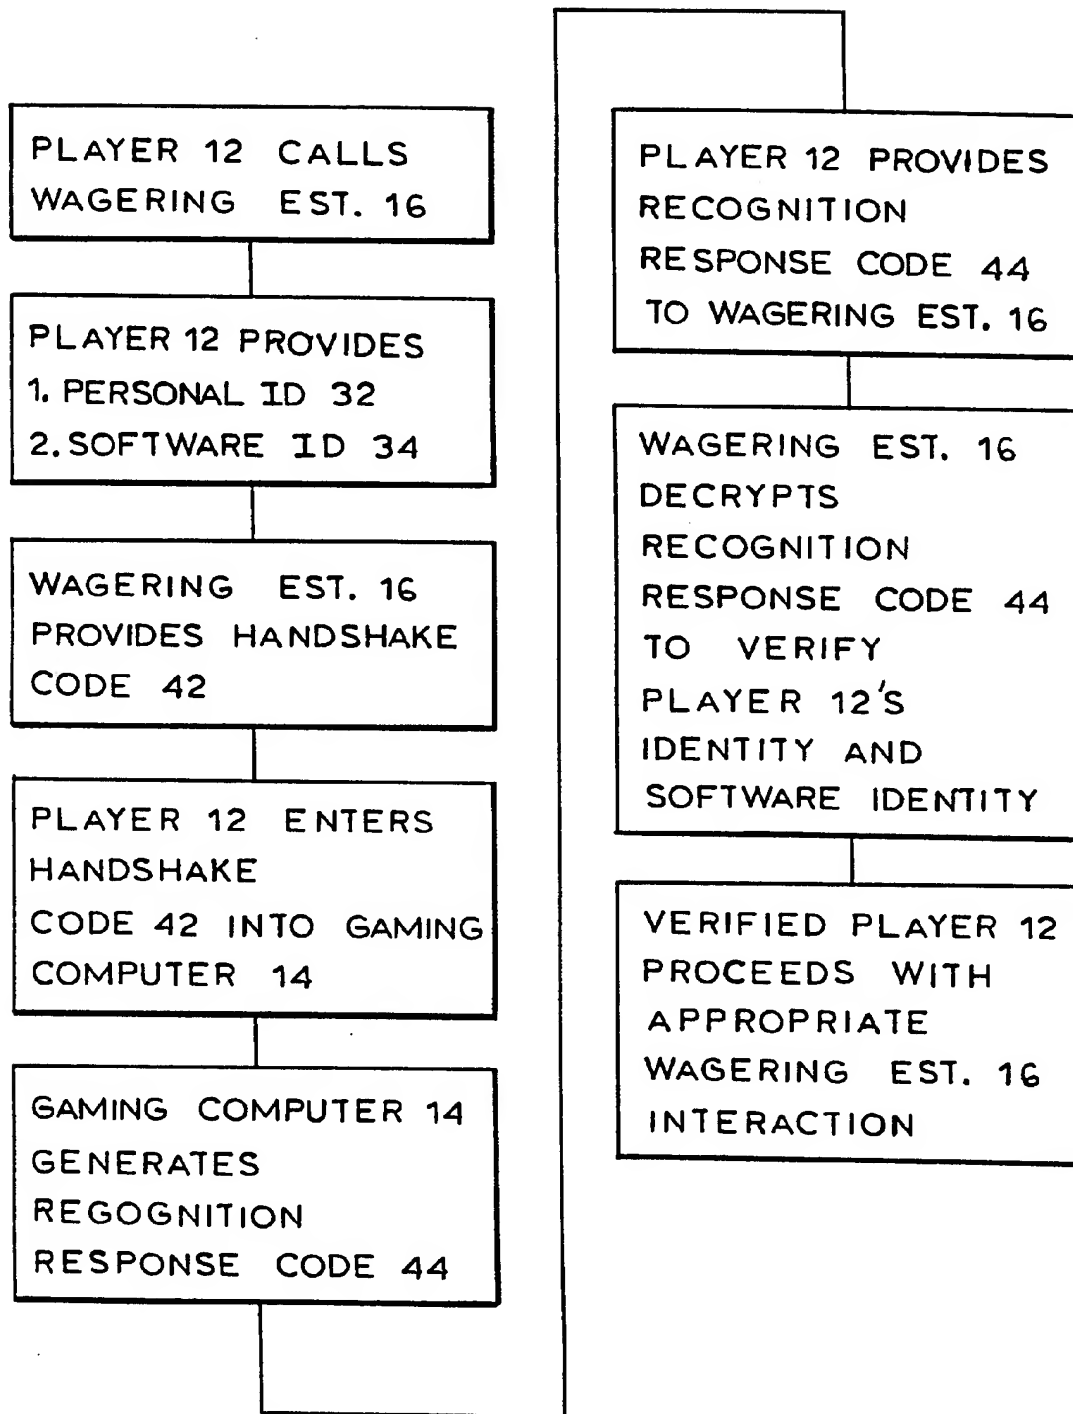 PLAYER 12 CALLS
WAGERING EST. 16
PLAYER 12 PROVIDES
1. PERSONAL ID 32
2. SOFTWARE ID 34
WAGERING EST. 16
PROVIDES HANDSHAKE
CODE 42
PLAYER 12 ENTERS
HANDSHAKE
CODE 42 INTO GAMING
COMPUTER 14
GAMING COMPUTER 14
GENERATES
REGOGNITION
RESPONSE CODE 44
PLAYER 12 PROVIDES
RECOGNITION
RESPONSE CODE 44
TO WAGERING EST. 16
WAGERING EST. 16
DECRYPTS
RECOGNITION
RESPONSE CODE 44
TO VERIFY
PLAYER 12'S
IDENTITY AND
SOFTWARE IDENTITY
VERIFIED PLAYER 12
PROCEEDS WITH
APPROPRIATE
WAGERING EST. 16
INTERACTION